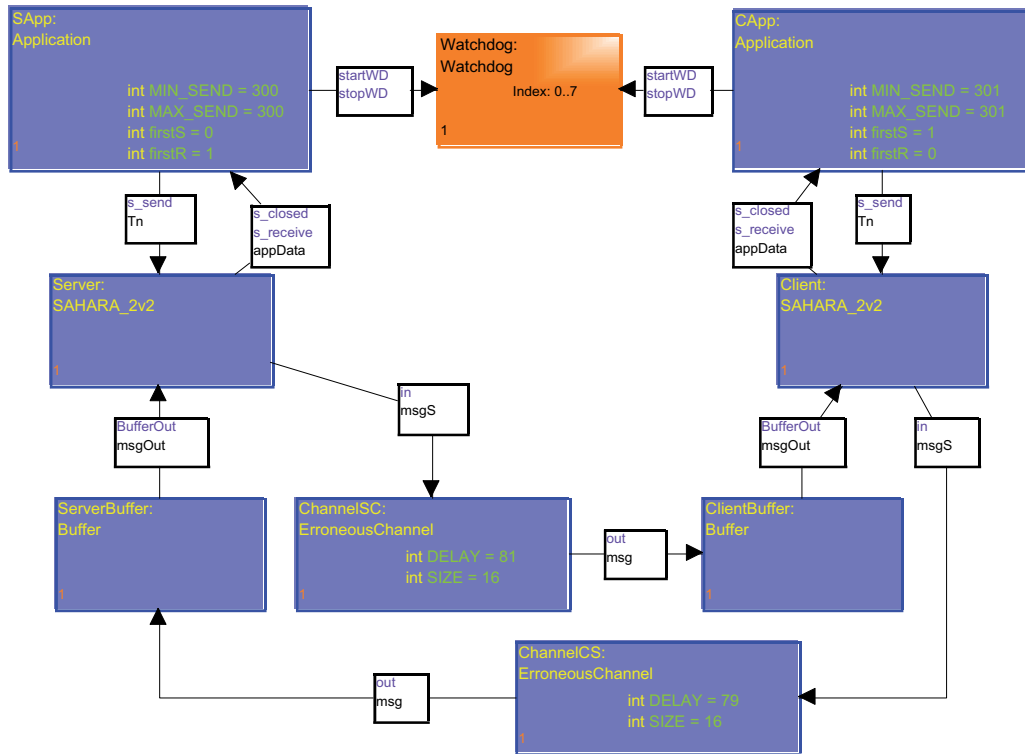 SApp:
Application
int MIN_SEND = 300
int MAX_SEND = 300
int firstS = 0
int firstR = 1
1
startWD
stopWD
Watchdog:
Watchdog
Index: 0..7
1
startWD
stopWD
CApp:
Application
int MIN_SEND = 301
int MAX_SEND = 301
int firstS = 1
int firstR = 0
1
s_send
Tn
s_closed
s_receive
appData
s_closed
s_receive
appData
s_send
Tn
Server:
SAHARA_2v2
1
Client:
SAHARA_2v2
1
in
msgS
BufferOut
msgOut
BufferOut
msgOut
in
msgS
ServerBuffer:
Buffer
1
ChannelSC:
ErroneousChannel
int DELAY = 81
int SIZE = 16
1
out
msg
ClientBuffer:
Buffer
1
out
msg
ChannelCS:
ErroneousChannel
int DELAY = 79
int SIZE = 16
1